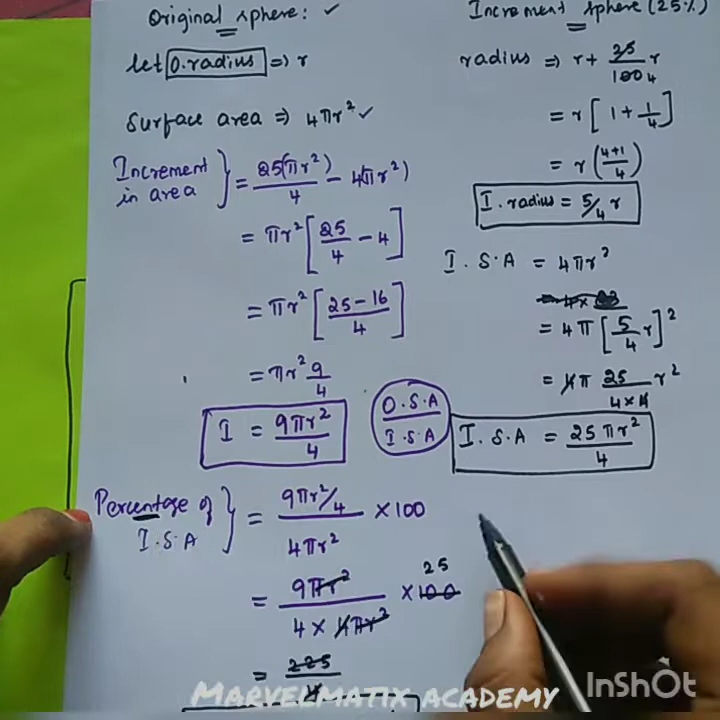 Original sphere: ✓
let O.radius => r
Surface area => 4πr² ✓
Increment in area } = 25(πr²)/4 - 4(πr²)
= πr² [25/4 - 4]
= πr² [25-16/4]
= πr² 9/4
I = 9πr²/4
O.S.A/I.S.A
Percentage of I.S.A } = 9πr²/4 / 4πr² × 100
= 9πr² / 4 × 4πr² × 100 25
= 225/4
Increment sphere (25%)
radius => r + 25/100 4 r
= r [1 + 1/4]
= r (4+1/4)
I. radius = 5/4 r
I.S.A = 4πr²
= 4π [5/4 r]²
= 4π 25/4×4 r²
I.S.A = 25πr²/4
MARVELMATIX ACADEMY
InShOt